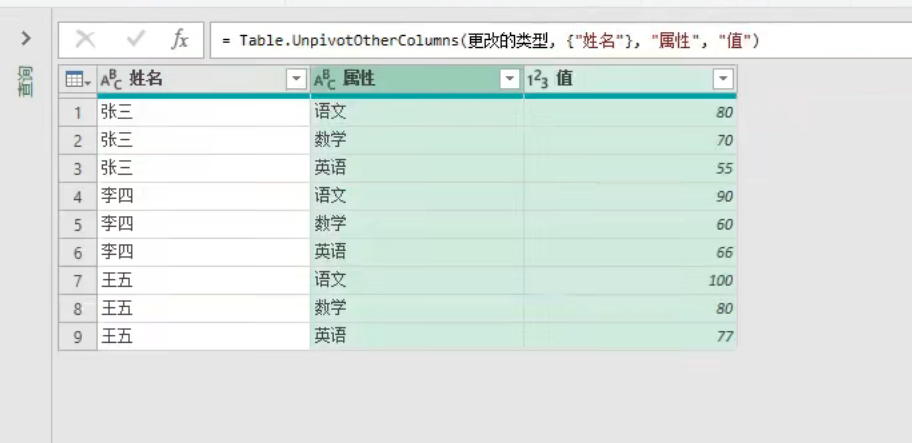 = Table.UnpivotOtherColumns(更改的类型, {"姓名"}, "属性", "值")
查询
ABC 姓名 ABC 属性 123 值
1 张三 语文 80
2 张三 数学 70
3 张三 英语 55
4 李四 语文 90
5 李四 数学 60
6 李四 英语 66
7 王五 语文 100
8 王五 数学 80
9 王五 英语 77